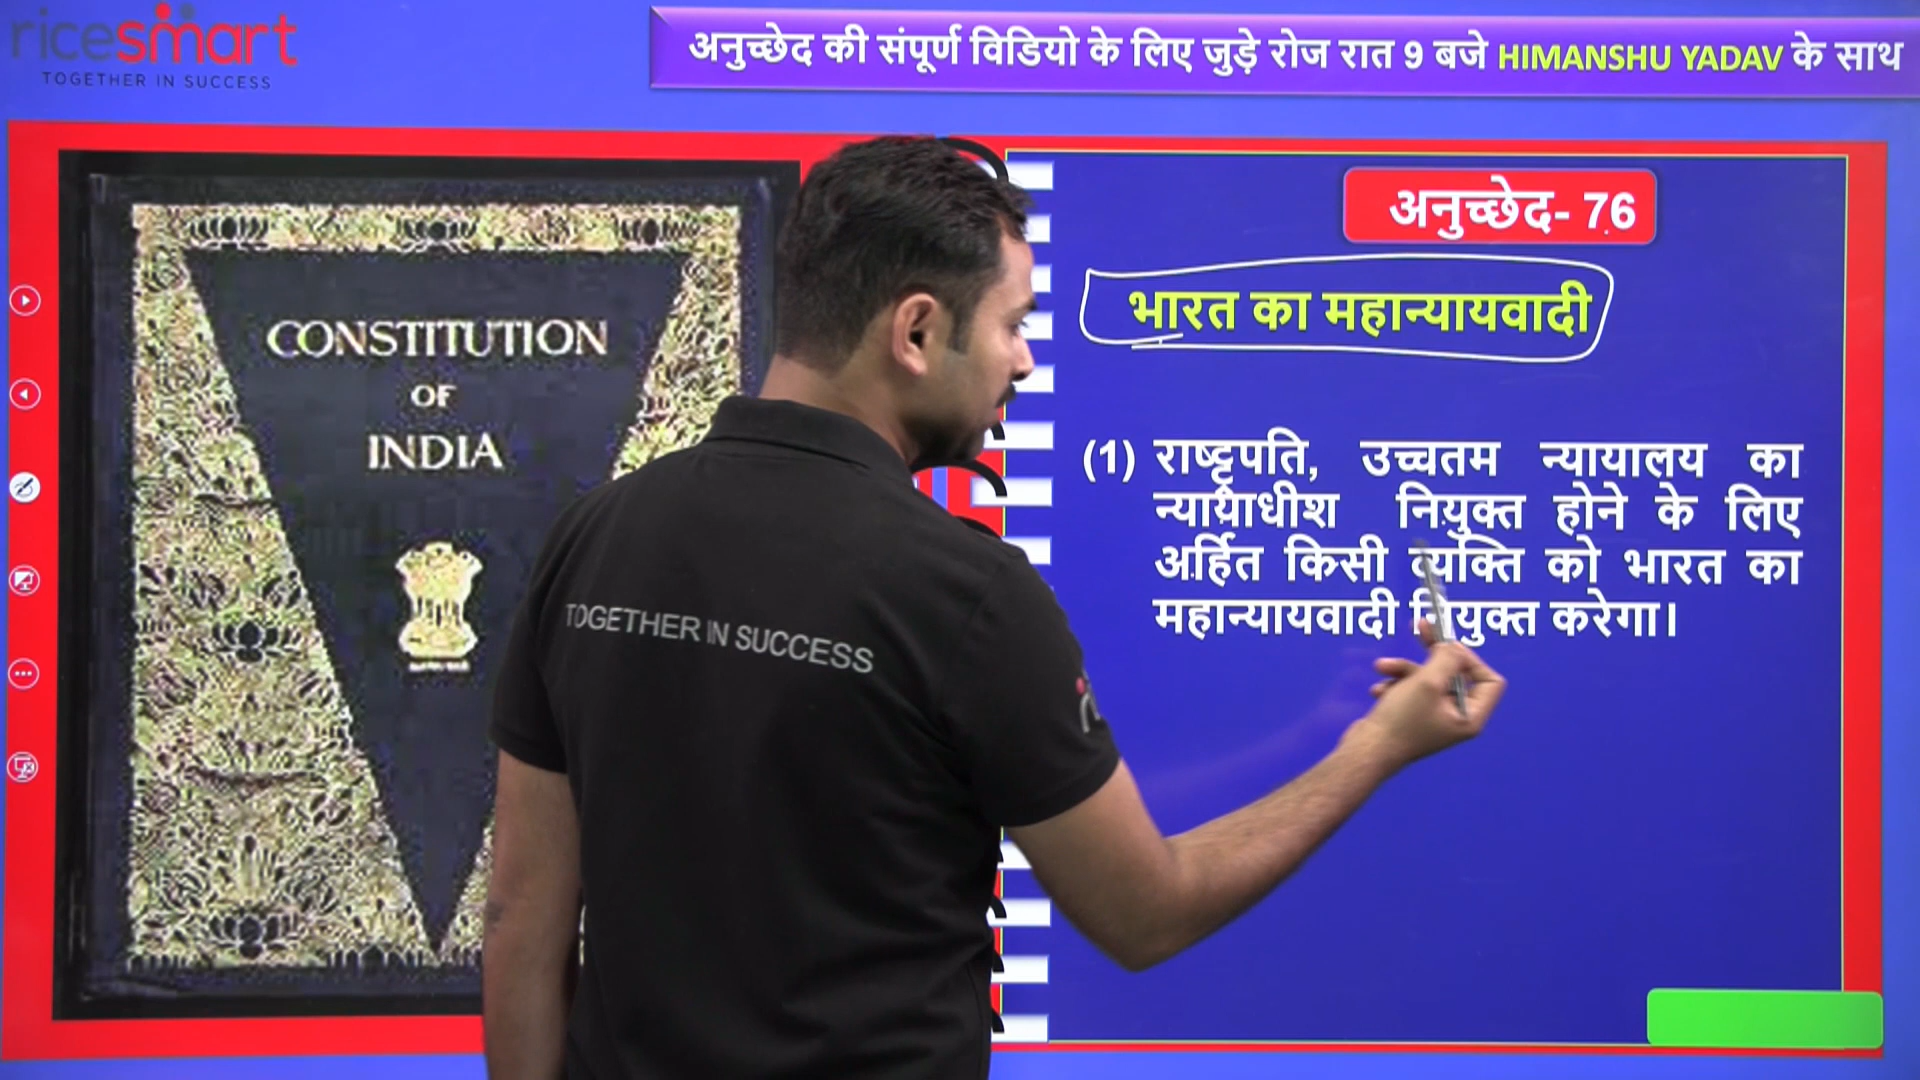 ricesmart
TOGETHER IN SUCCESS
अनुच्छेद की संपूर्ण विडियो के लिए जुड़े रोज रात 9 बजे HIMANSHU YADAV के साथ
CONSTITUTION
OF
INDIA
TOGETHER IN SUCCESS
अनुच्छेद- 76
भारत का महान्यायवादी
(1) राष्ट्रपति, उच्चतम न्यायालय का
न्यायाधीश नियुक्त होने के लिए
अर्हित किसी व्यक्ति को भारत का
महान्यायवादी नियुक्त करेगा।